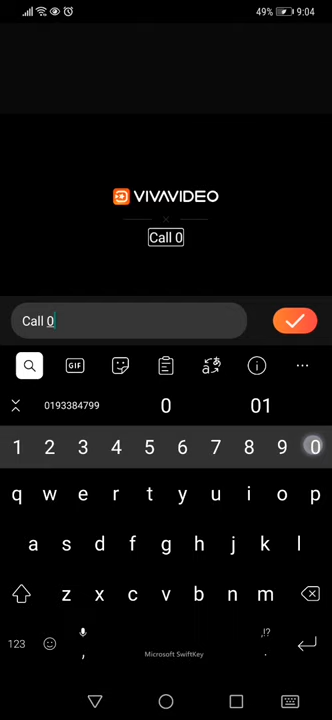 49% 9:04
VIVAVIDEO
Call 0
Call 0
GIF
0193384799 0 01
1 2 3 4 5 6 7 8 9 0
q w e r t y u i o p
a s d f g h j k l
z x c v b n m
123 , Microsoft SwiftKey ,!? .